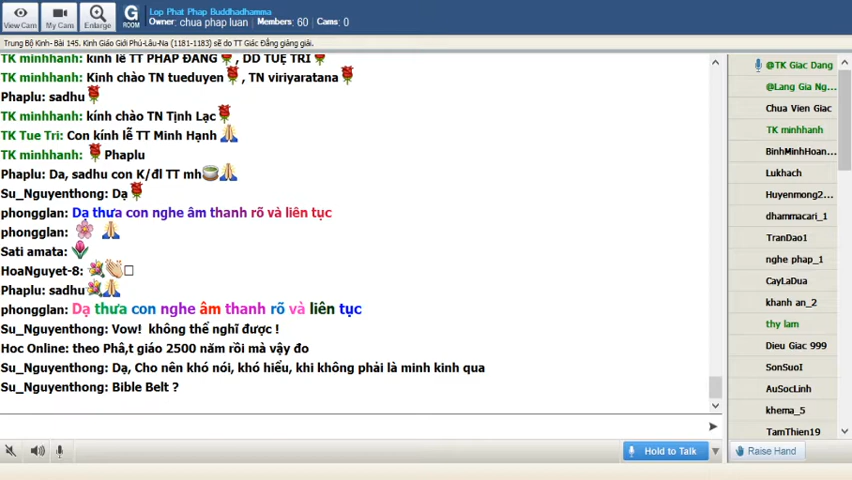 View Cam
My Cam
Enlarge
G
ROOM
Lop Phat Phap Buddhadhamma
Owner: chua phap luan Members: 60 Cams: 0
Trung Bộ Kinh- Bài 145. Kinh Giáo Giới Phú-Lâu-Na (1181-1183) sẽ do TT Giác Đẳng giảng giải.
TK minhhanh: kính lễ TT PHÁP ĐĂNG, DD TUỆ TRÍ
TK minhhanh: Kinh chào TN tueduyen, TN viriyaratana
Phaplu: sadhu
TK minhhanh: kính chào TN Tịnh Lạc
TK Tue Tri: Con kính lễ TT Minh Hạnh
TK minhhanh: Phaplu
Phaplu: Dạ, sadhu con K/đl TT mh
Su_Nguyenthong: Dạ
phongglan: Dạ thưa con nghe âm thanh rõ và liên tục
phongglan:
Sati amata:
HoaNguyet-8:
Phaplu: sadhu
phongglan: Dạ thưa con nghe âm thanh rõ và liên tục
Su_Nguyenthong: Vow! không thể nghĩ được !
Hoc Online: theo Phâ,t giáo 2500 năm rồi mà vậy đo
Su_Nguyenthong: Dạ, Cho nên khó nói, khó hiểu, khi không phải là minh kinh qua
Su_Nguyenthong: Bible Belt ?
@TK Giac Dang
@Lang Gia Ng...
Chua Vien Giac
TK minhhanh
BinhMinhHoan...
Lukhach
Huyenmong2...
dhammacari_1
TranDao1
nghe phap_1
CayLaDua
khanh an_2
thy lam
Dieu Giac 999
SonSuoI
AuSocLinh
khema_5
TamThien19
Hold to Talk
Raise Hand